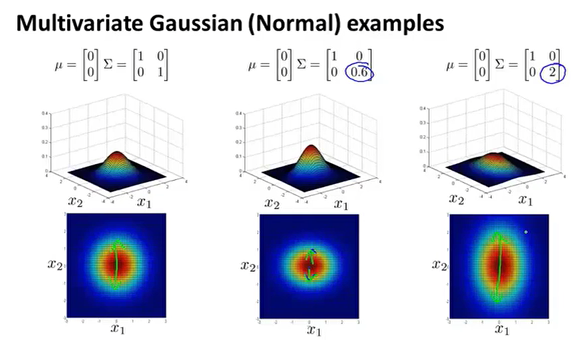 Multivariate Gaussian (Normal) examples
μ = [0 0] Σ = [1 0 0 1]
μ = [0 0] Σ = [1 0 0 0.6]
μ = [0 0] Σ = [1 0 0 2]
x₂ x₁
x₂ x₁
x₂ x₁
x₂
x₁
x₂
x₁
x₂
x₁